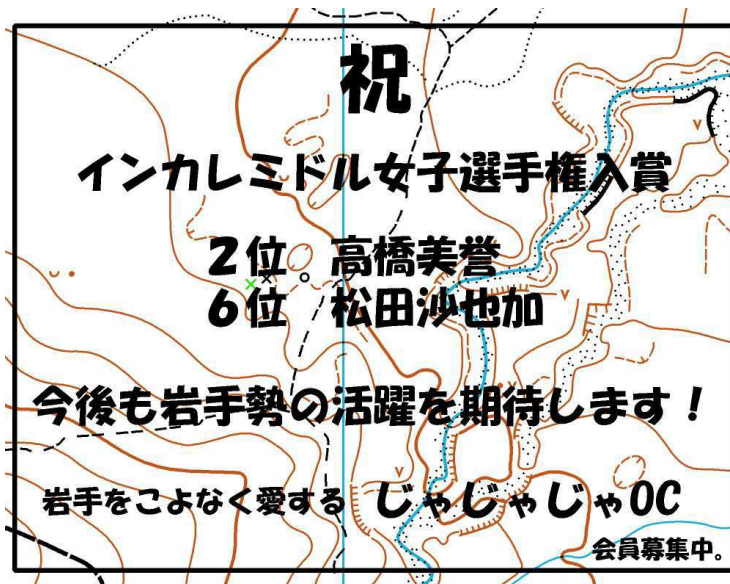 祝
インカレミドル女子選手権入賞
2位　高橋美誉
6位　松田沙也加
今後も岩手勢の活躍を期待します！
岩手をこよなく愛する　じゃじゃじゃOC
会員募集中。